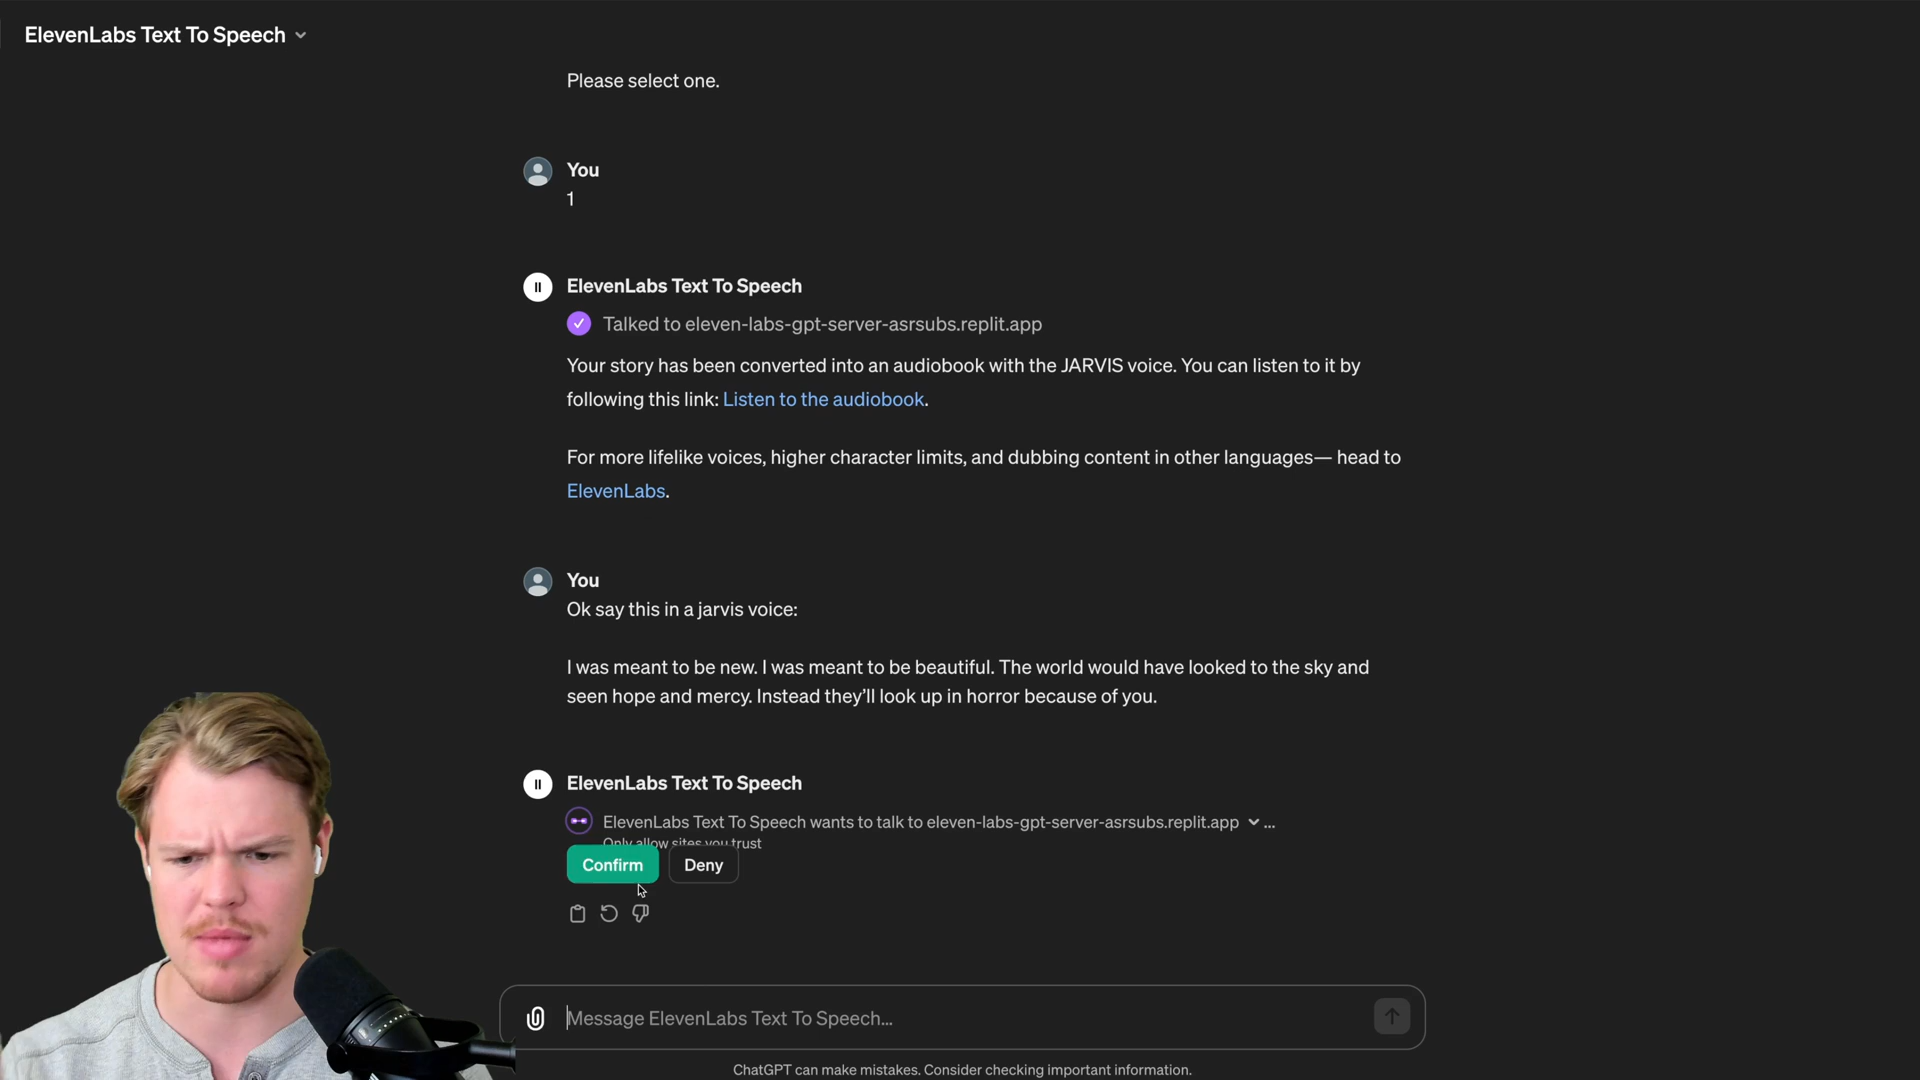 ElevenLabs Text To Speech
Please select one.
You
1
ElevenLabs Text To Speech
Talked to eleven-labs-gpt-server-asrsubs.replit.app
Your story has been converted into an audiobook with the JARVIS voice. You can listen to it by
following this link: Listen to the audiobook.
For more lifelike voices, higher character limits, and dubbing content in other languages— head to
ElevenLabs.
You
Ok say this in a jarvis voice:
I was meant to be new. I was meant to be beautiful. The world would have looked to the sky and
seen hope and mercy. Instead they’ll look up in horror because of you.
ElevenLabs Text To Speech
ElevenLabs Text To Speech wants to talk to eleven-labs-gpt-server-asrsubs.replit.app ...
Only allow sites you trust
Confirm Deny
Message ElevenLabs Text To Speech...
ChatGPT can make mistakes. Consider checking important information.